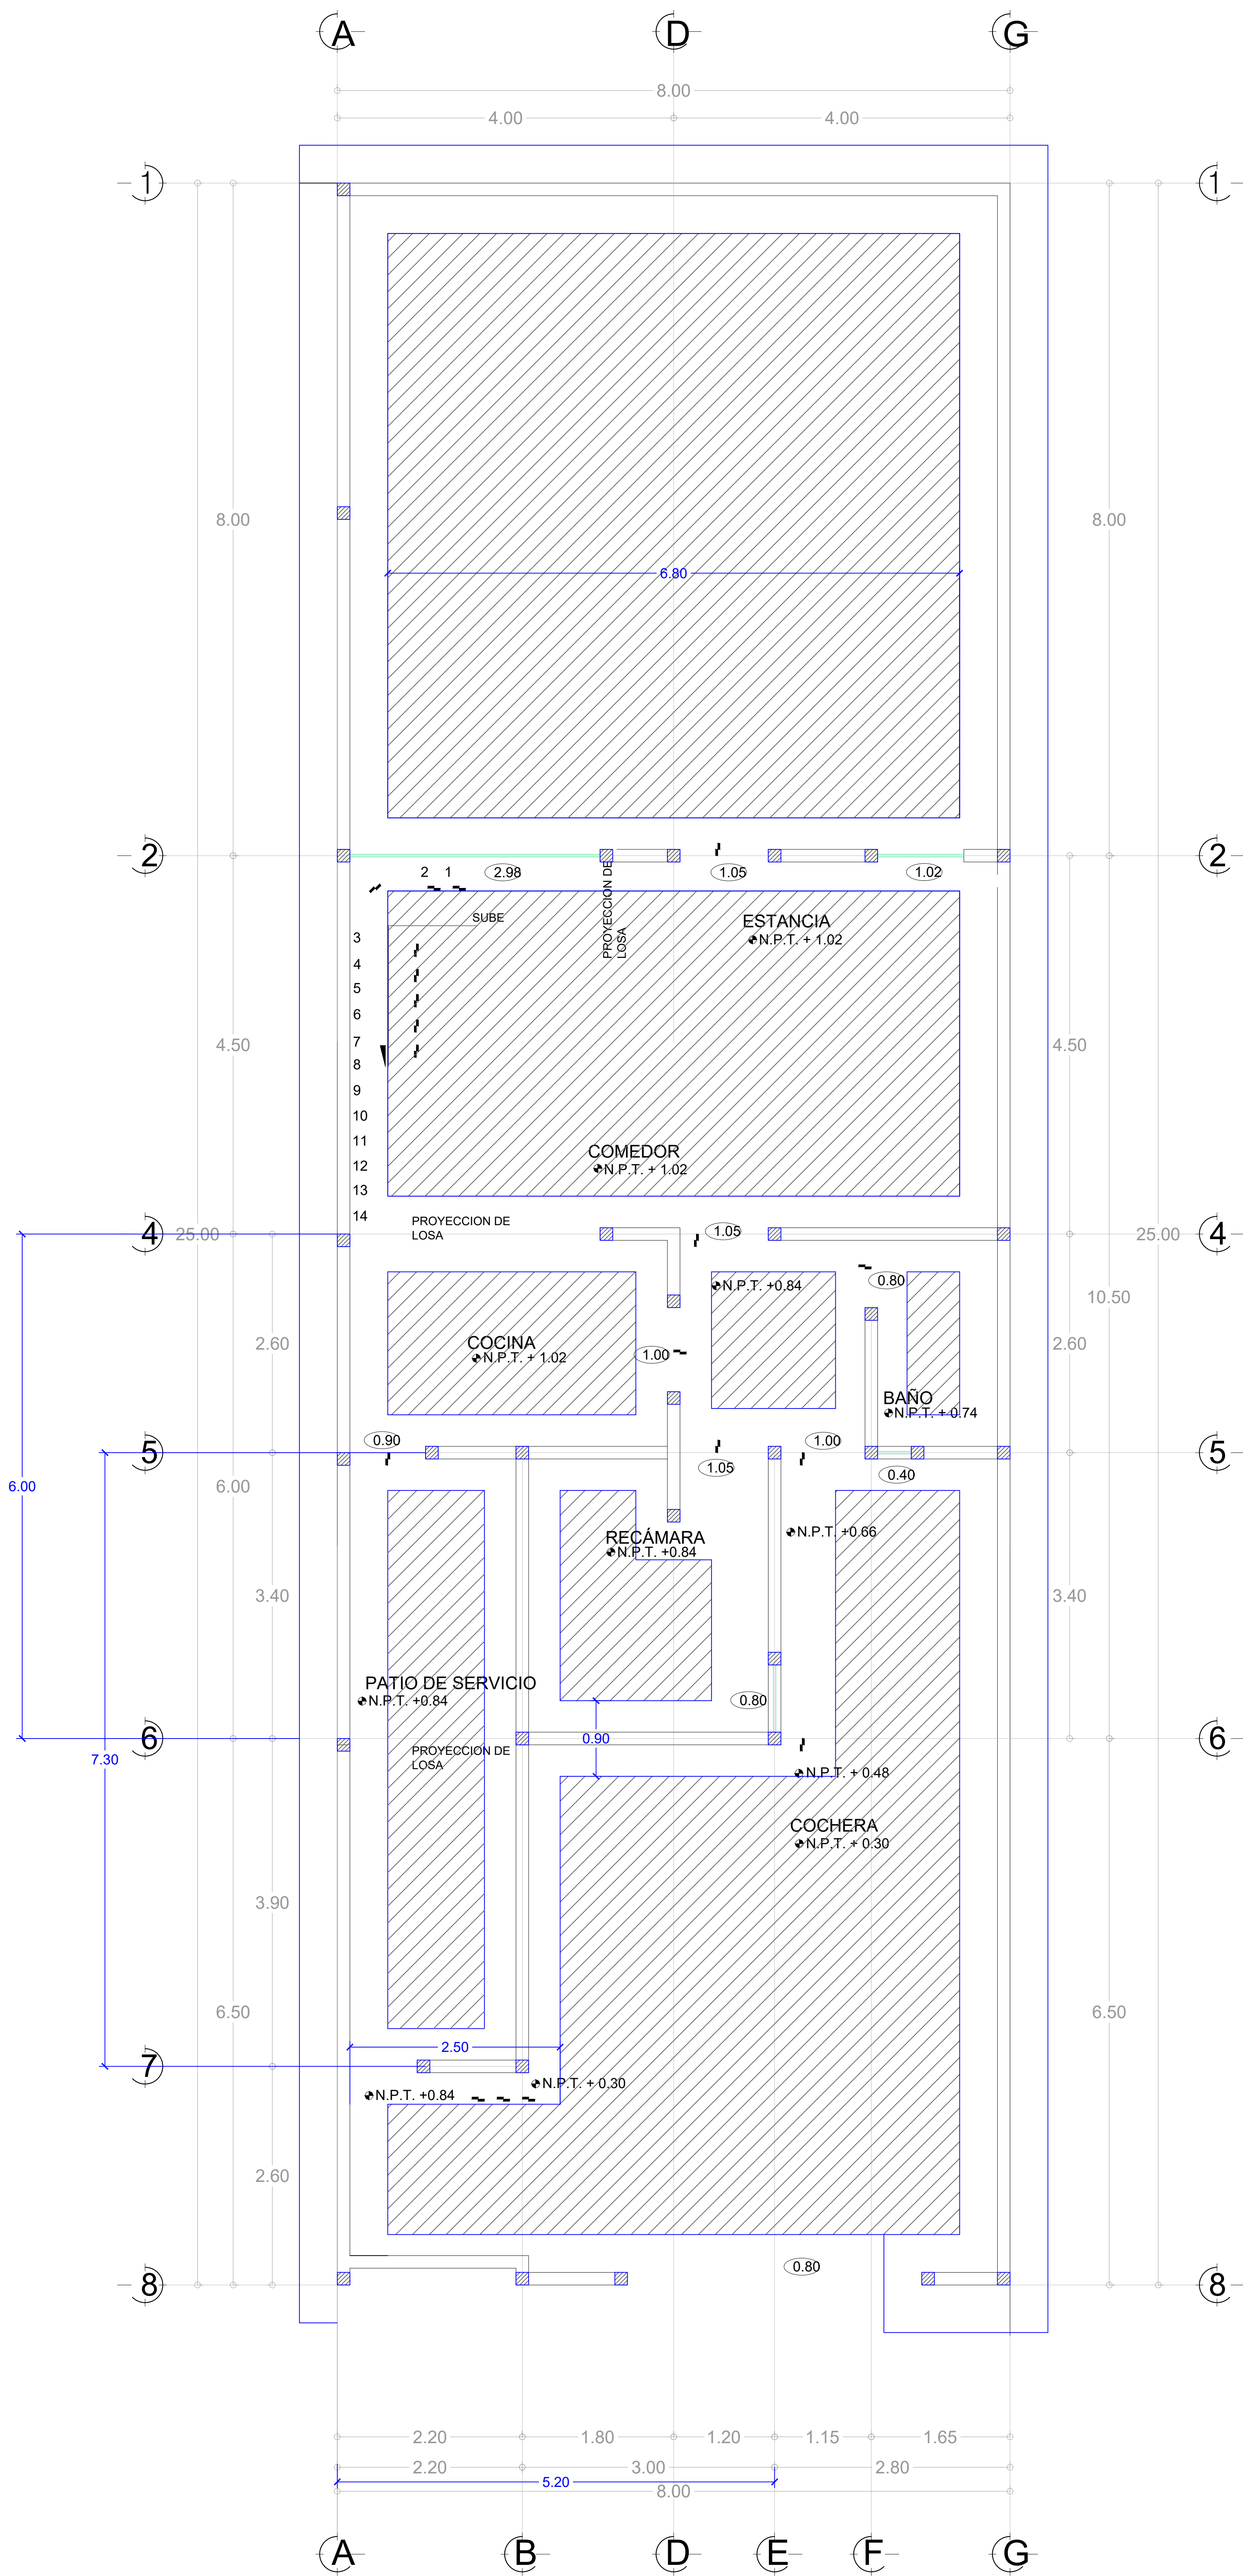 A D G
8.00
4.00 4.00
1 1
8.00 8.00
6.80
2 2
2 1 2.98 1.05 1.02
PROYECCION DE
LOSA
SUBE
ESTANCIA
N.P.T. + 1.02
3
4
5
6
7
8
9
10
11
12
13
14
4.50 4.50
COMEDOR
N.P.T. + 1.02
PROYECCION DE
LOSA
1.05
4 25.00 25.00 4
0.80
N.P.T. +0.84
10.50
2.60 2.60
COCINA
N.P.T. + 1.02
1.00
BAÑO
N.P.T. + 0.74
0.90 1.00
5 5
1.05 0.40
6.00 6.00
N.P.T. +0.66
RECÁMARA
N.P.T. +0.84
3.40 3.40
PATIO DE SERVICIO
N.P.T. +0.84
0.80
6 0.90 6
PROYECCION DE
LOSA
7.30
N.P.T. + 0.48
COCHERA
N.P.T. + 0.30
3.90
6.50 6.50
2.50
7 7
N.P.T. + 0.30
N.P.T. +0.84
2.60
0.80
8 8
2.20 1.80 1.20 1.15 1.65
2.20 3.00 2.80
5.20
8.00
A B D E F G